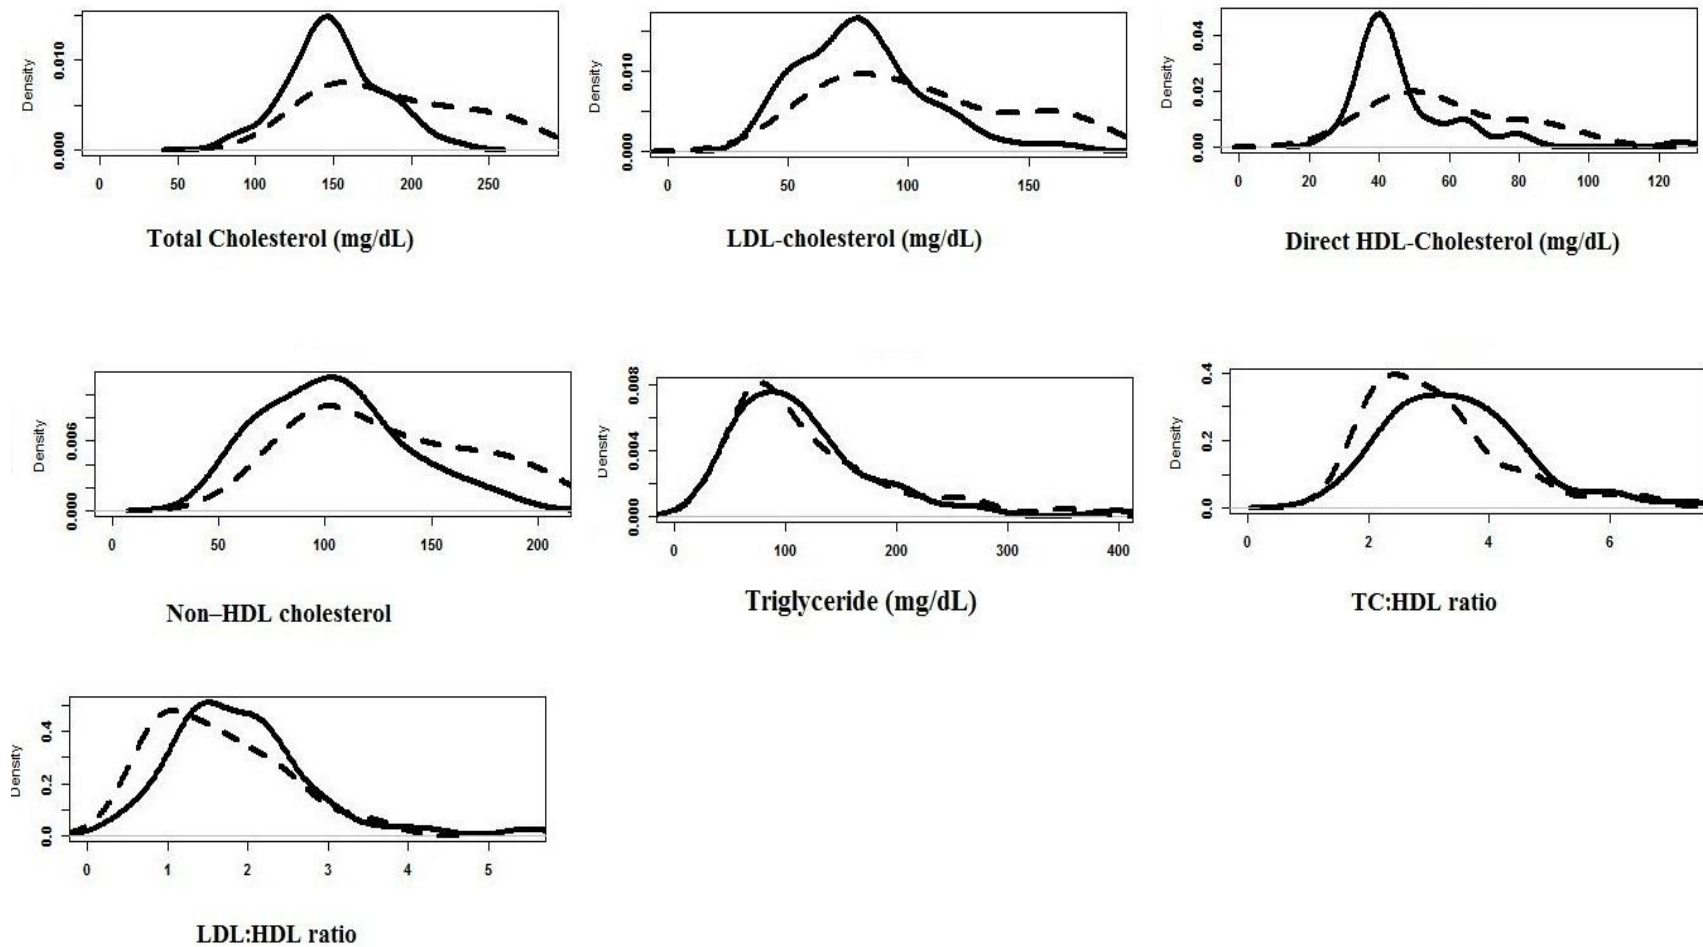 Density
0.000 0.010
0 50 100 150 200 250
Total Cholesterol (mg/dL)
Density
0.000 0.010
0 50 100 150
LDL-cholesterol (mg/dL)
Density
0.00 0.02 0.04
0 20 40 60 80 100 120
Direct HDL-Cholesterol (mg/dL)
Density
0.000 0.006
0 50 100 150 200
Non–HDL cholesterol
Density
0.000 0.004 0.008
0 100 200 300 400
Triglyceride (mg/dL)
Density
0.0 0.2 0.4
0 2 4 6
TC:HDL ratio
Density
0.0 0.2 0.4
0 1 2 3 4 5
LDL:HDL ratio